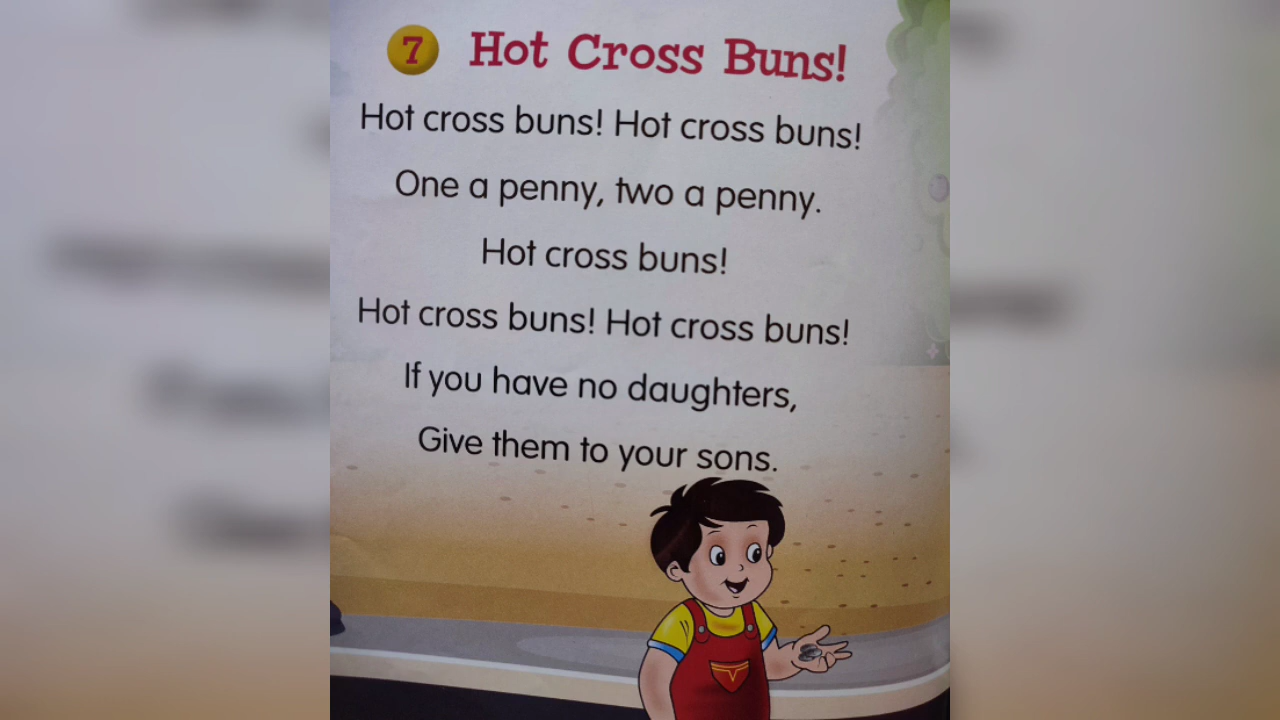 7 Hot Cross Buns!
Hot cross buns! Hot cross buns!
One a penny, two a penny.
Hot cross buns!
Hot cross buns! Hot cross buns!
If you have no daughters,
Give them to your sons.